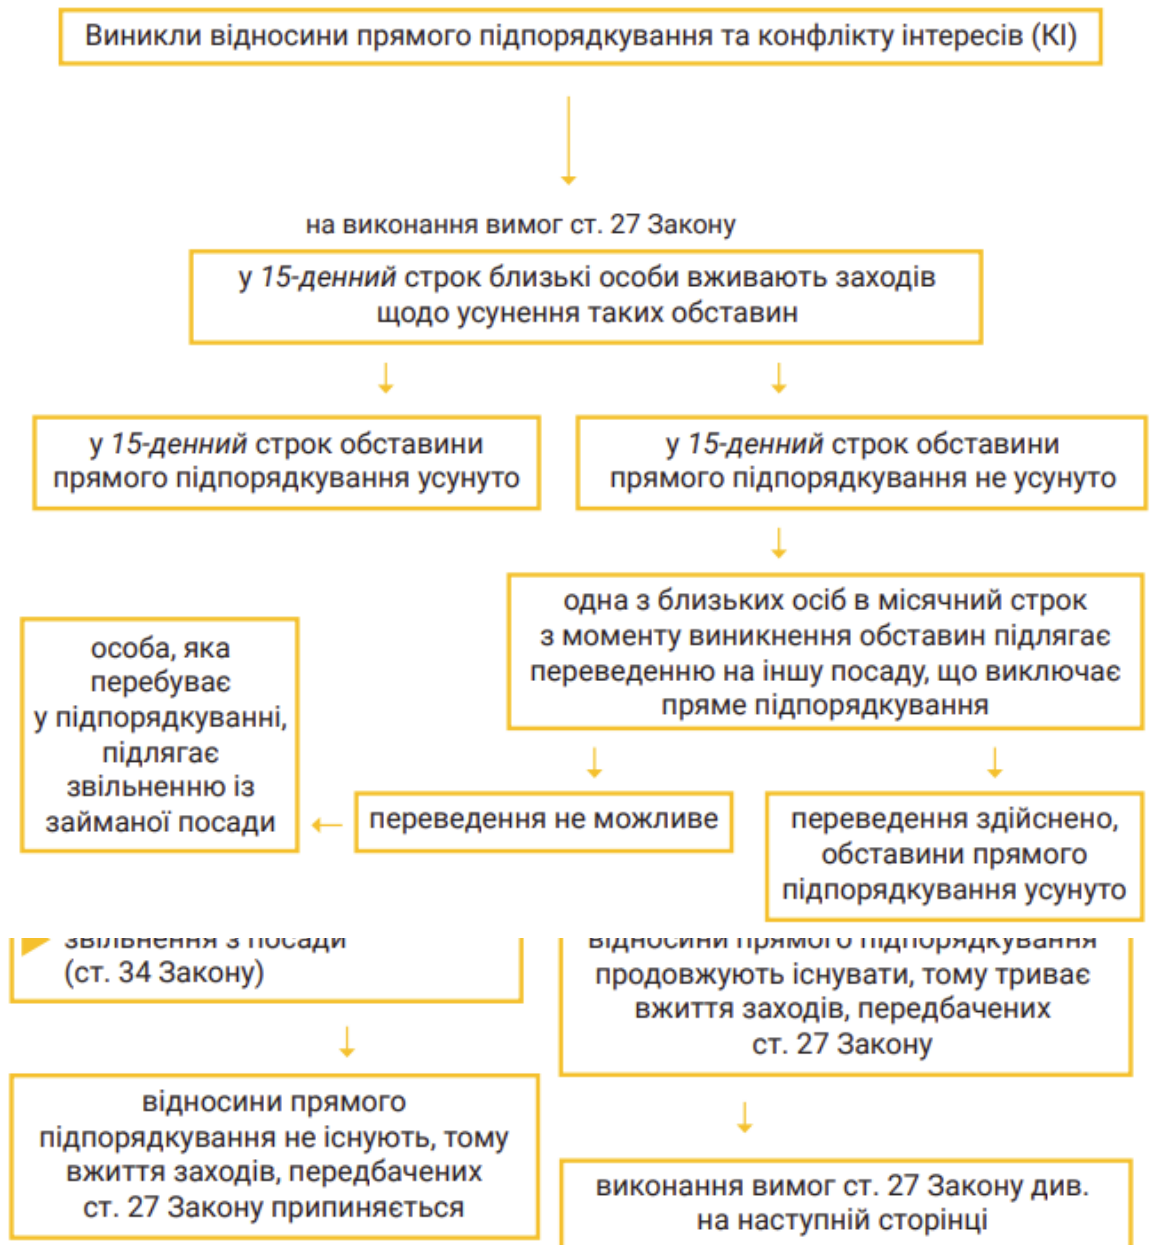 Виникли відносини прямого підпорядкування та конфлікту інтересів (КІ)
на виконання вимог ст. 27 Закону
у 15-денний строк близькі особи вживають заходів
щодо усунення таких обставин
у 15-денний строк обставини
прямого підпорядкування усунуто
у 15-денний строк обставини
прямого підпорядкування не усунуто
одна з близьких осіб в місячний строк
з моменту виникнення обставин підлягає
переведенню на іншу посаду, що виключає
пряме підпорядкування
особа, яка
перебуває
у підпорядкуванні,
підлягає
звільненню із
займаної посади
переведення не можливе
переведення здійснено,
обставини прямого
підпорядкування усунуто
звільнення з посади
(ст. 34 Закону)
відносини прямого підпорядкування
продовжують існувати, тому триває
вжиття заходів, передбачених
ст. 27 Закону
відносини прямого
підпорядкування не існують, тому
вжиття заходів, передбачених
ст. 27 Закону припиняється
виконання вимог ст. 27 Закону див.
на наступній сторінці